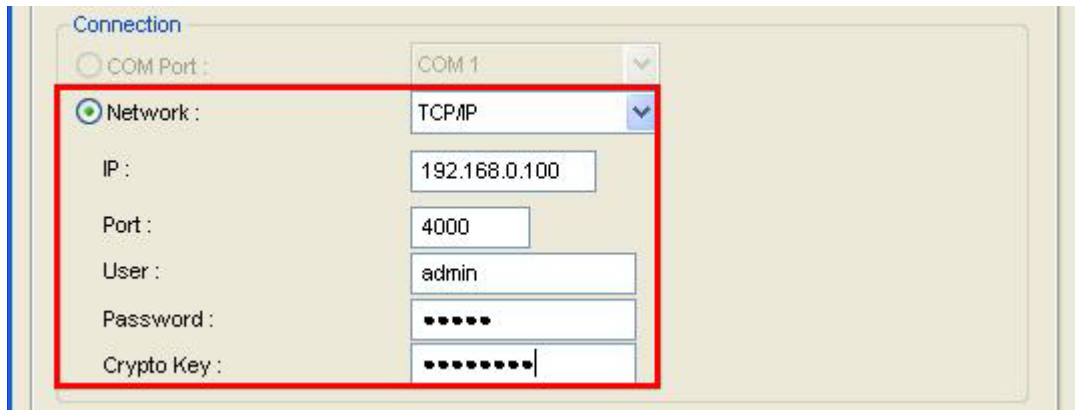 Connection
COM Port : COM 1
Network : TCP/IP
IP : 192.168.0.100
Port : 4000
User : admin
Password : •••••
Crypto Key : ••••••••